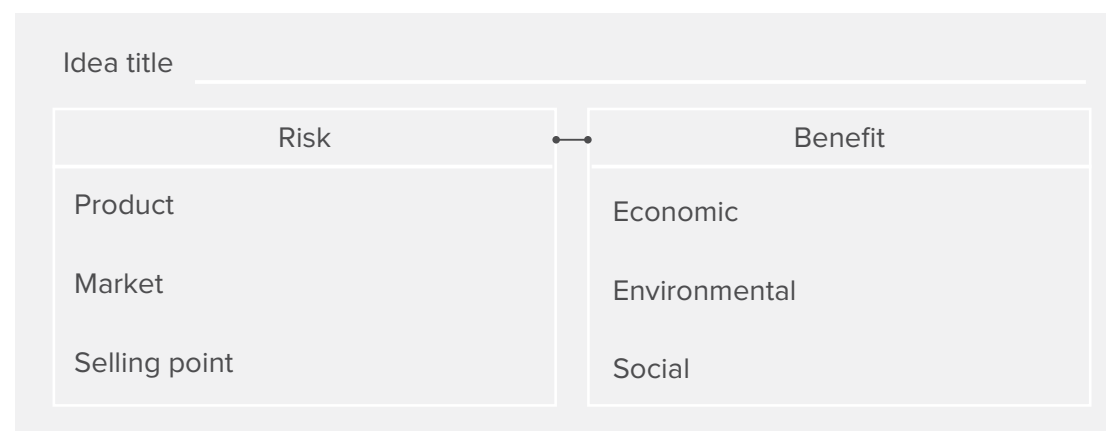 Idea title
Risk
Product
Market
Selling point
Benefit
Economic
Environmental
Social